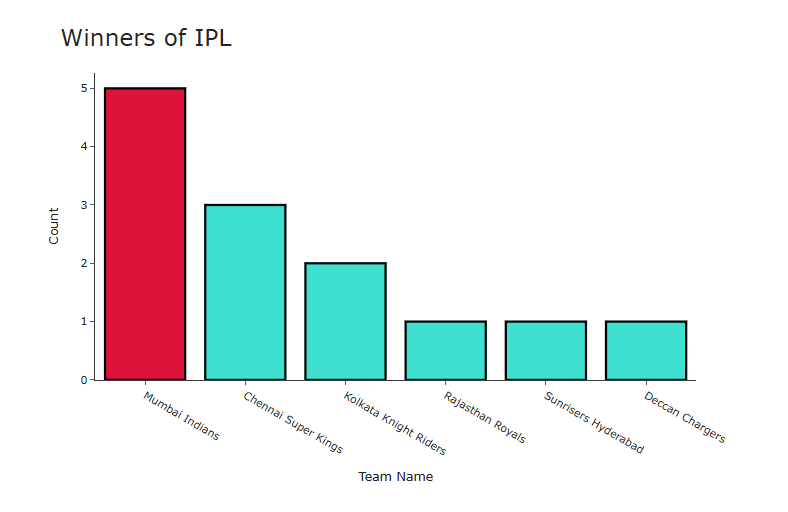 Winners of IPL
5
4
3
2
1
0
Count
Mumbai Indians
Chennai Super Kings
Kolkata Knight Riders
Rajasthan Royals
Sunrisers Hyderabad
Deccan Chargers
Team Name